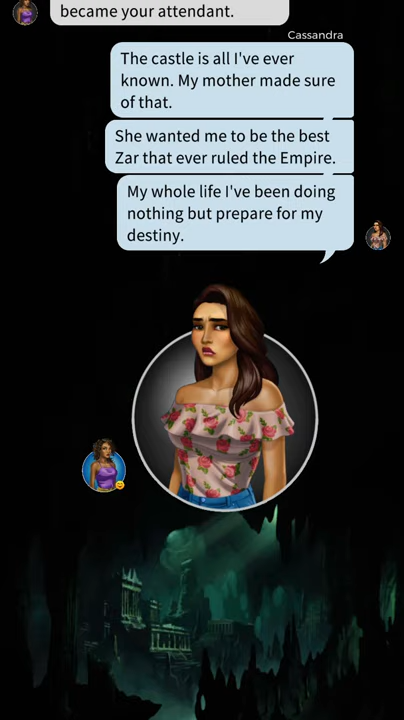 became your attendant.
Cassandra
The castle is all I've ever
known. My mother made sure
of that.
She wanted me to be the best
Zar that ever ruled the Empire.
My whole life I've been doing
nothing but prepare for my
destiny.